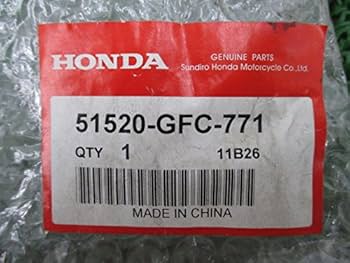 HONDA
GENUINE PARTS
Sundiro Honda Motorcycle Co.,Ltd.
51520-GFC-771
QTY 1 11B26
MADE IN CHINA